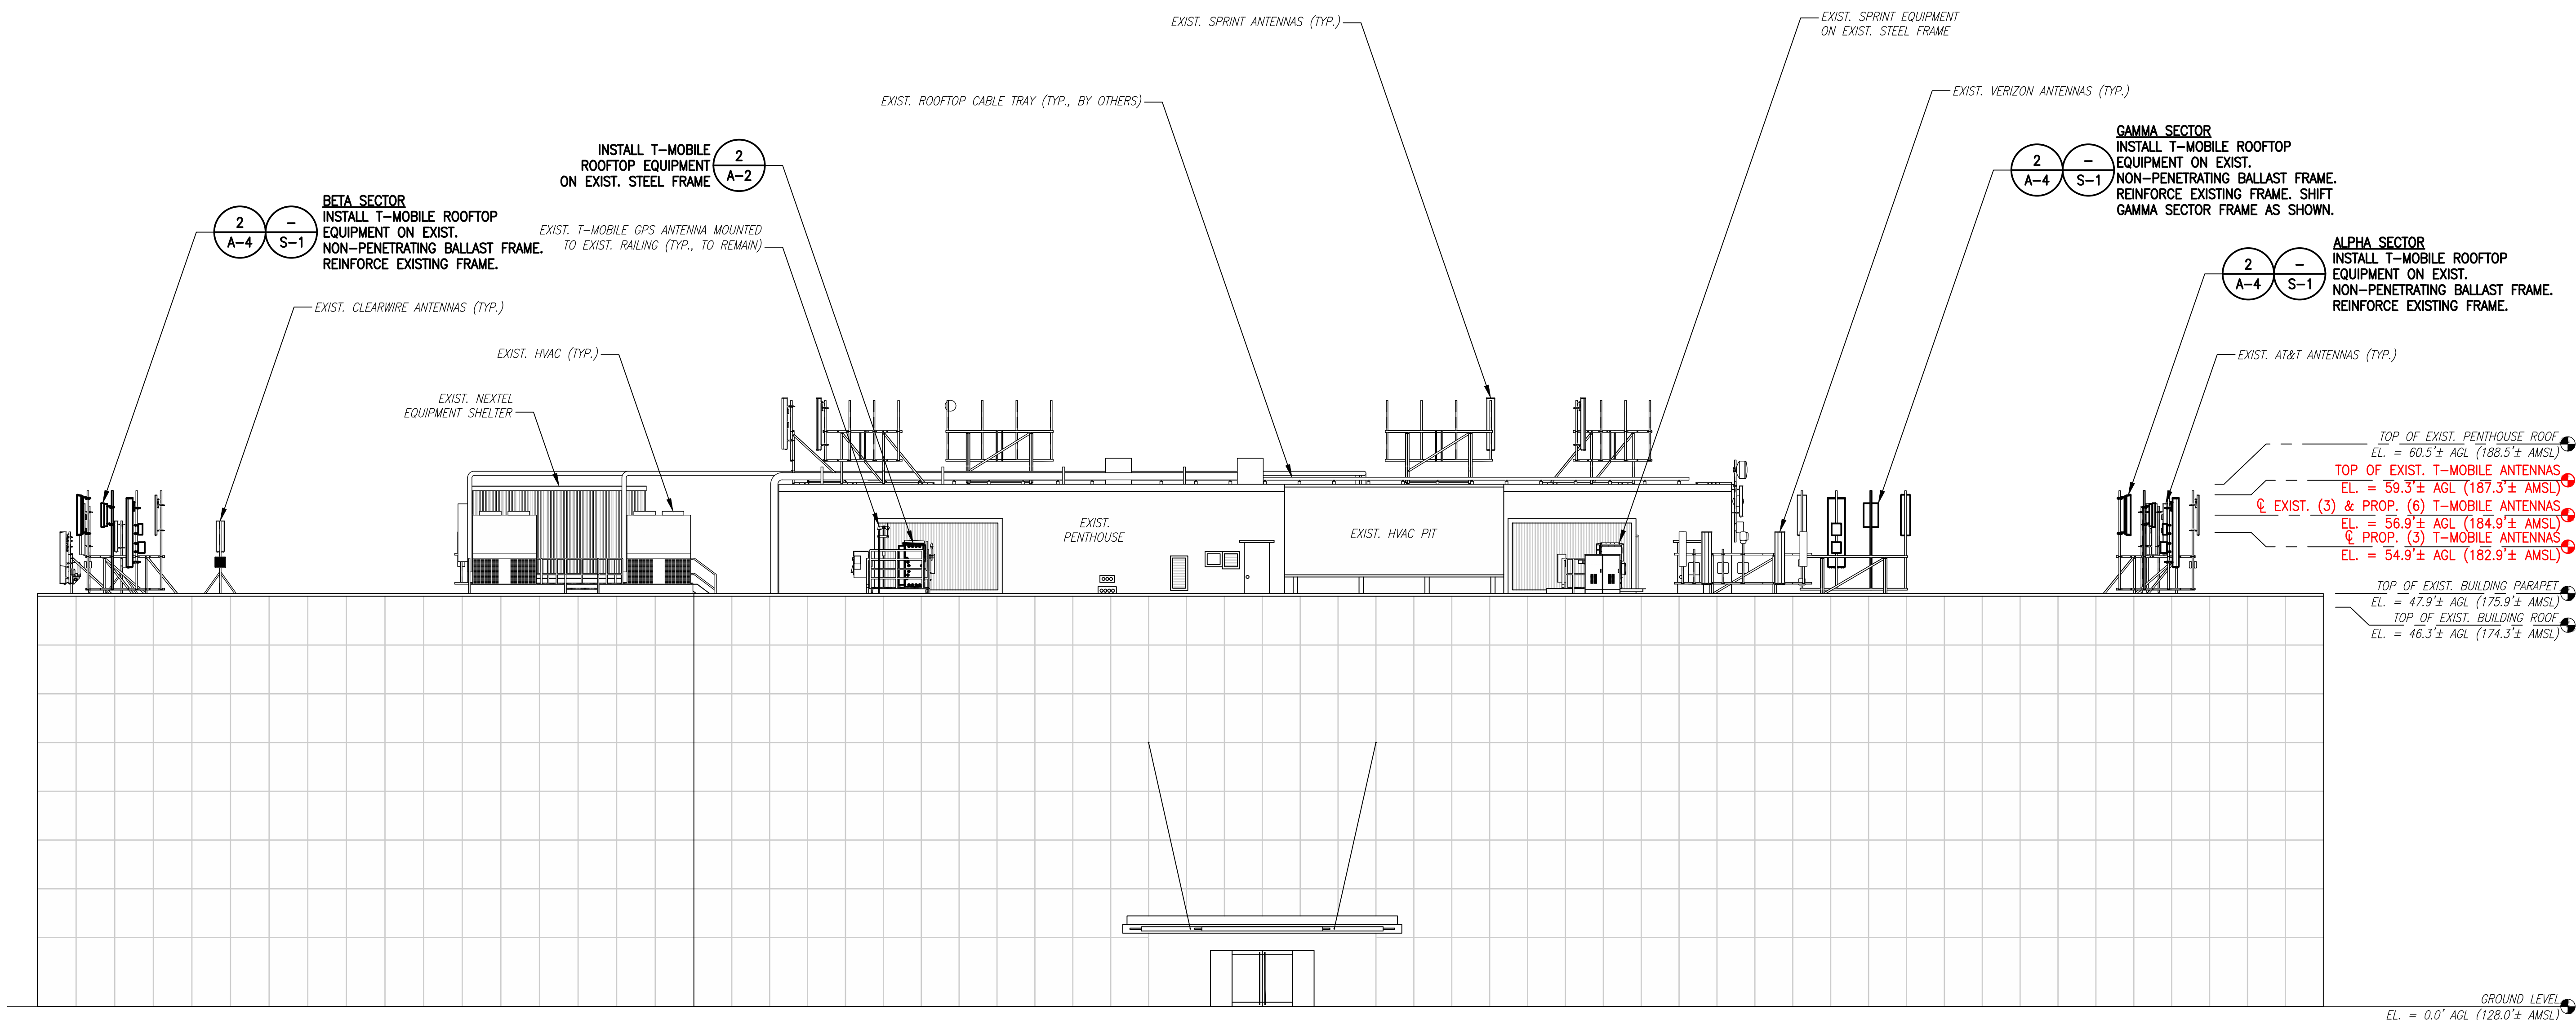 EXIST. SPRINT ANTENNAS (TYP.)
EXIST. SPRINT EQUIPMENT
ON EXIST. STEEL FRAME
EXIST. ROOFTOP CABLE TRAY (TYP., BY OTHERS)
EXIST. VERIZON ANTENNAS (TYP.)
INSTALL T-MOBILE
ROOFTOP EQUIPMENT
ON EXIST. STEEL FRAME
2
A-2
GAMMA SECTOR
INSTALL T-MOBILE ROOFTOP
EQUIPMENT ON EXIST.
NON-PENETRATING BALLAST FRAME.
REINFORCE EXISTING FRAME. SHIFT
GAMMA SECTOR FRAME AS SHOWN.
2
A-4
-
S-1
BETA SECTOR
INSTALL T-MOBILE ROOFTOP
EQUIPMENT ON EXIST.
NON-PENETRATING BALLAST FRAME.
REINFORCE EXISTING FRAME.
2
A-4
-
S-1
EXIST. T-MOBILE GPS ANTENNA MOUNTED
TO EXIST. RAILING (TYP., TO REMAIN)
ALPHA SECTOR
INSTALL T-MOBILE ROOFTOP
EQUIPMENT ON EXIST.
NON-PENETRATING BALLAST FRAME.
REINFORCE EXISTING FRAME.
2
A-4
-
S-1
EXIST. CLEARWIRE ANTENNAS (TYP.)
EXIST. HVAC (TYP.)
EXIST. AT&T ANTENNAS (TYP.)
EXIST. NEXTEL
EQUIPMENT SHELTER
TOP OF EXIST. PENTHOUSE ROOF
EL. = 60.5'± AGL (188.5'± AMSL)
TOP OF EXIST. T-MOBILE ANTENNAS
EL. = 59.3'± AGL (187.3'± AMSL)
℄ EXIST. (3) & PROP. (6) T-MOBILE ANTENNAS
EL. = 56.9'± AGL (184.9'± AMSL)
℄ PROP. (3) T-MOBILE ANTENNAS
EL. = 54.9'± AGL (182.9'± AMSL)
EXIST.
PENTHOUSE
EXIST. HVAC PIT
TOP OF EXIST. BUILDING PARAPET
EL. = 47.9'± AGL (175.9'± AMSL)
TOP OF EXIST. BUILDING ROOF
EL. = 46.3'± AGL (174.3'± AMSL)
GROUND LEVEL
EL. = 0.0' AGL (128.0'± AMSL)